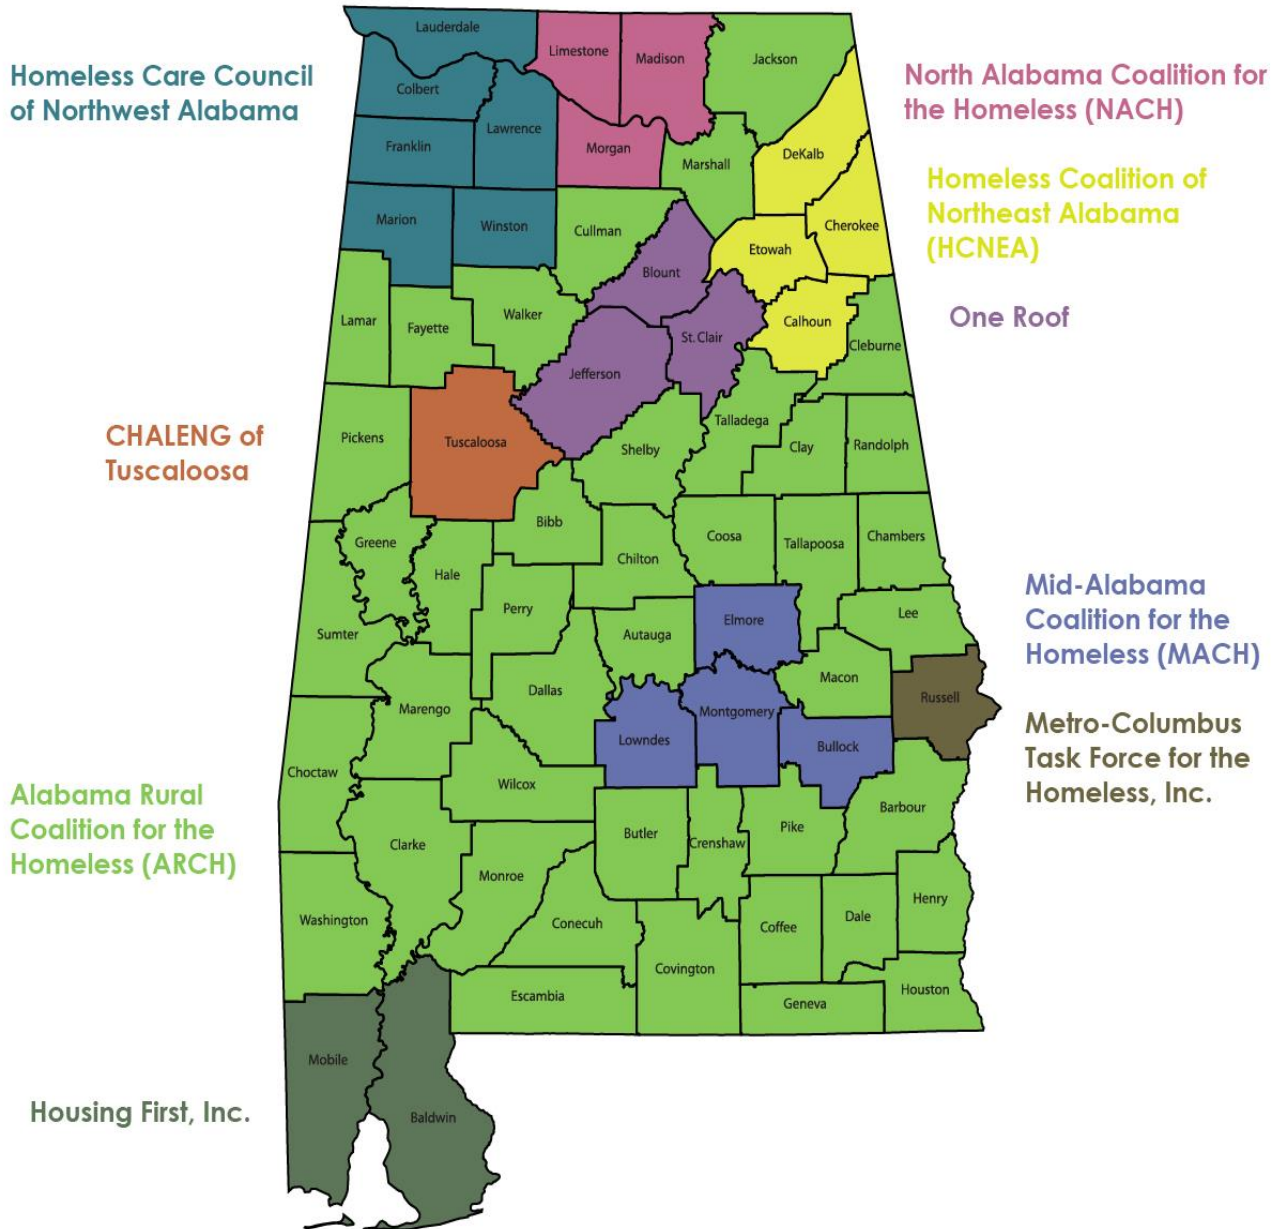 Lauderdale
Limestone
Madison
Jackson
Homeless Care Council
of Northwest Alabama
North Alabama Coalition for
the Homeless (NACH)
Colbert
Lawrence
Franklin
Morgan
Marshall
DeKalb
Homeless Coalition of
Northeast Alabama
(HCNEA)
Marion
Winston
Cullman
Cherokee
Etowah
Blount
One Roof
Lamar
Fayette
Walker
St. Clair
Calhoun
Cleburne
Jefferson
CHALENG of
Tuscaloosa
Pickens
Tuscaloosa
Shelby
Talladega
Clay
Randolph
Greene
Bibb
Chilton
Coosa
Tallapoosa
Chambers
Hale
Perry
Sumter
Autauga
Elmore
Lee
Mid-Alabama
Coalition for the
Homeless (MACH)
Macon
Dallas
Marengo
Montgomery
Russell
Lowndes
Bullock
Metro-Columbus
Task Force for the
Homeless, Inc.
Choctaw
Wilcox
Alabama Rural
Coalition for the
Homeless (ARCH)
Clarke
Butler
Crenshaw
Pike
Barbour
Monroe
Washington
Conecuh
Coffee
Dale
Henry
Covington
Escambia
Geneva
Houston
Mobile
Baldwin
Housing First, Inc.